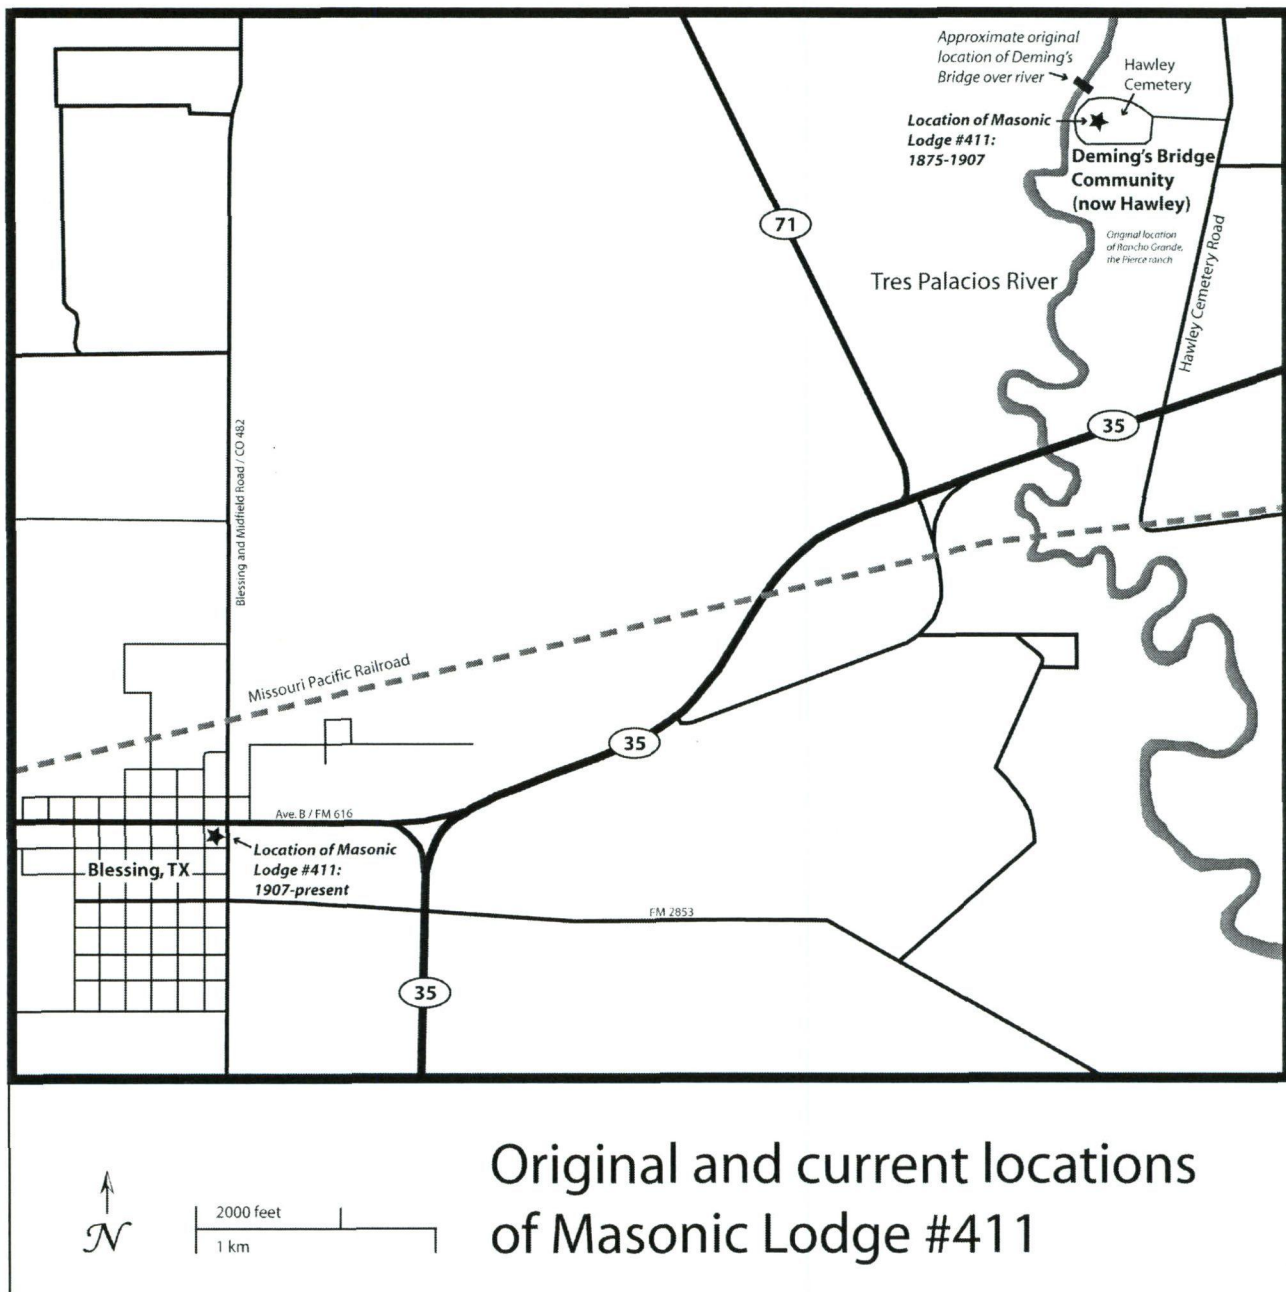 Approximate original
location of Deming's
Bridge over river
Hawley
Cemetery
Location of Masonic
Lodge #411:
1875-1907
Deming's Bridge
Community
(now Hawley)
Original location
of Rancho Grande,
the Pierce ranch
71
Tres Palacios River
Hawley Cemetery Road
35
Blessing and Midfield Road / CO 482
Missouri Pacific Railroad
35
Ave. B / FM 616
Location of Masonic
Lodge #411:
1907-present
Blessing, TX
FM 2853
35
N
2000 feet
1 km
Original and current locations
of Masonic Lodge #411